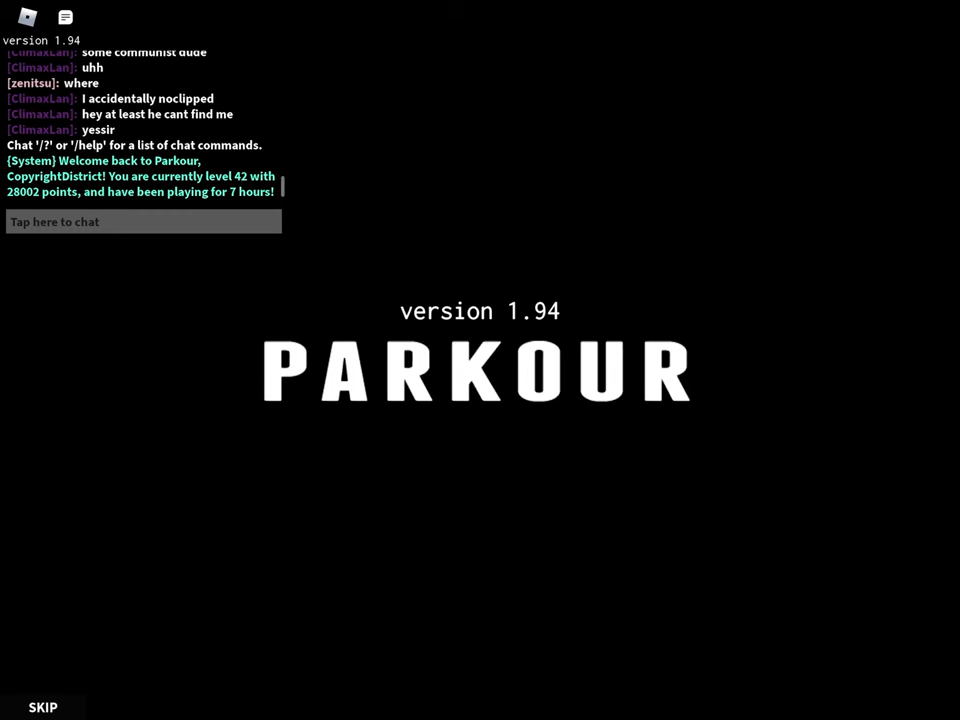 version 1.94
[ClimaxLan]: some communist dude
[ClimaxLan]: uhh
[zenitsu]: where
[ClimaxLan]: I accidentally noclipped
[ClimaxLan]: hey at least he cant find me
[ClimaxLan]: yessir
Chat '/?' or '/help' for a list of chat commands.
{System} Welcome back to Parkour,
CopyrightDistrict! You are currently level 42 with
28002 points, and have been playing for 7 hours!
Tap here to chat
version 1.94
PARKOUR
SKIP